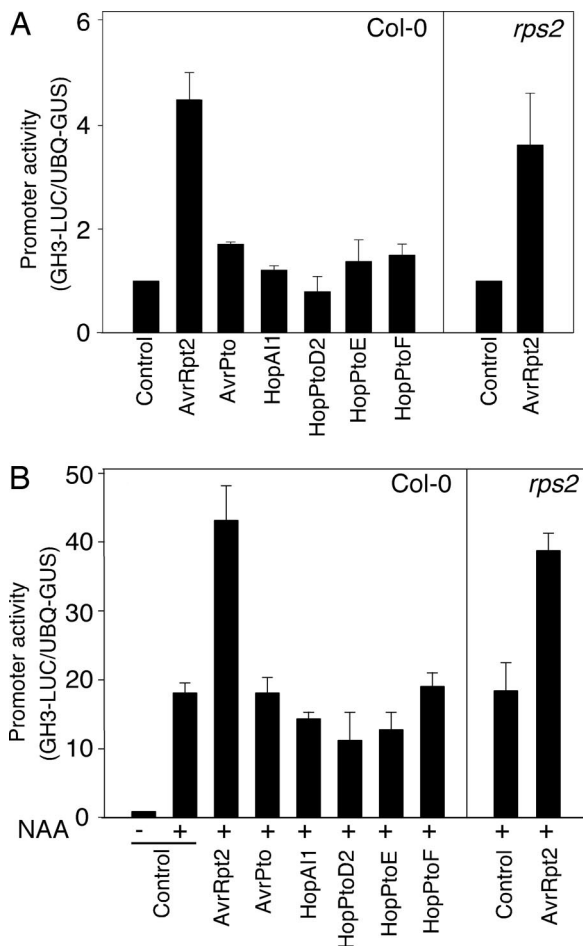 A
Col-0
rps2
Promoter activity
(GH3-LUC/UBQ-GUS)
6
4
2
0
Control
AvrRpt2
AvrPto
HopAI1
HopPtoD2
HopPtoE
HopPtoF
Control
AvrRpt2
B
Col-0
rps2
Promoter activity
(GH3-LUC/UBQ-GUS)
50
40
30
20
10
0
NAA - + + + + + + + + +
Control
AvrRpt2
AvrPto
HopAI1
HopPtoD2
HopPtoE
HopPtoF
Control
AvrRpt2